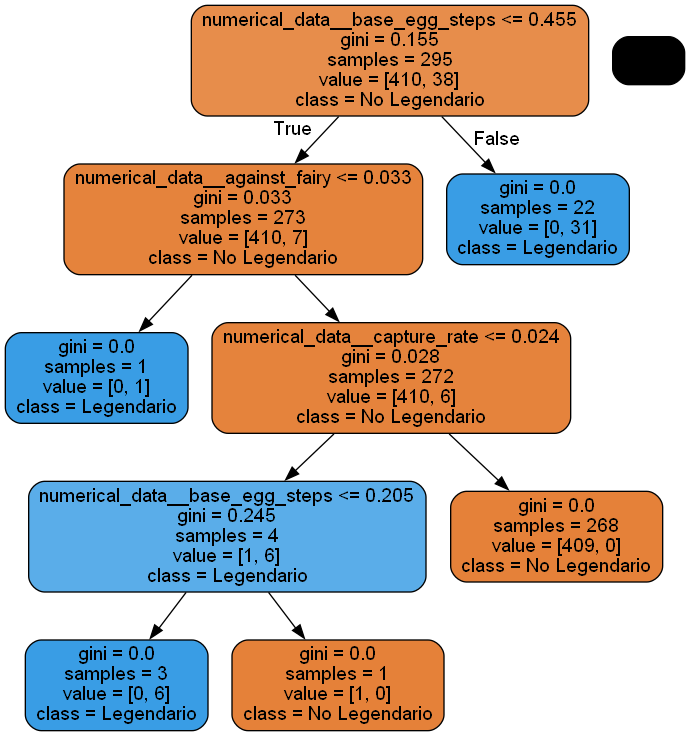 numerical_data__base_egg_steps <= 0.455
gini = 0.155
samples = 295
value = [410, 38]
class = No Legendario
True
False
numerical_data__against_fairy <= 0.033
gini = 0.033
samples = 273
value = [410, 7]
class = No Legendario
gini = 0.0
samples = 22
value = [0, 31]
class = Legendario
gini = 0.0
samples = 1
value = [0, 1]
class = Legendario
numerical_data__capture_rate <= 0.024
gini = 0.028
samples = 272
value = [410, 6]
class = No Legendario
numerical_data__base_egg_steps <= 0.205
gini = 0.245
samples = 4
value = [1, 6]
class = Legendario
gini = 0.0
samples = 268
value = [409, 0]
class = No Legendario
gini = 0.0
samples = 3
value = [0, 6]
class = Legendario
gini = 0.0
samples = 1
value = [1, 0]
class = No Legendario